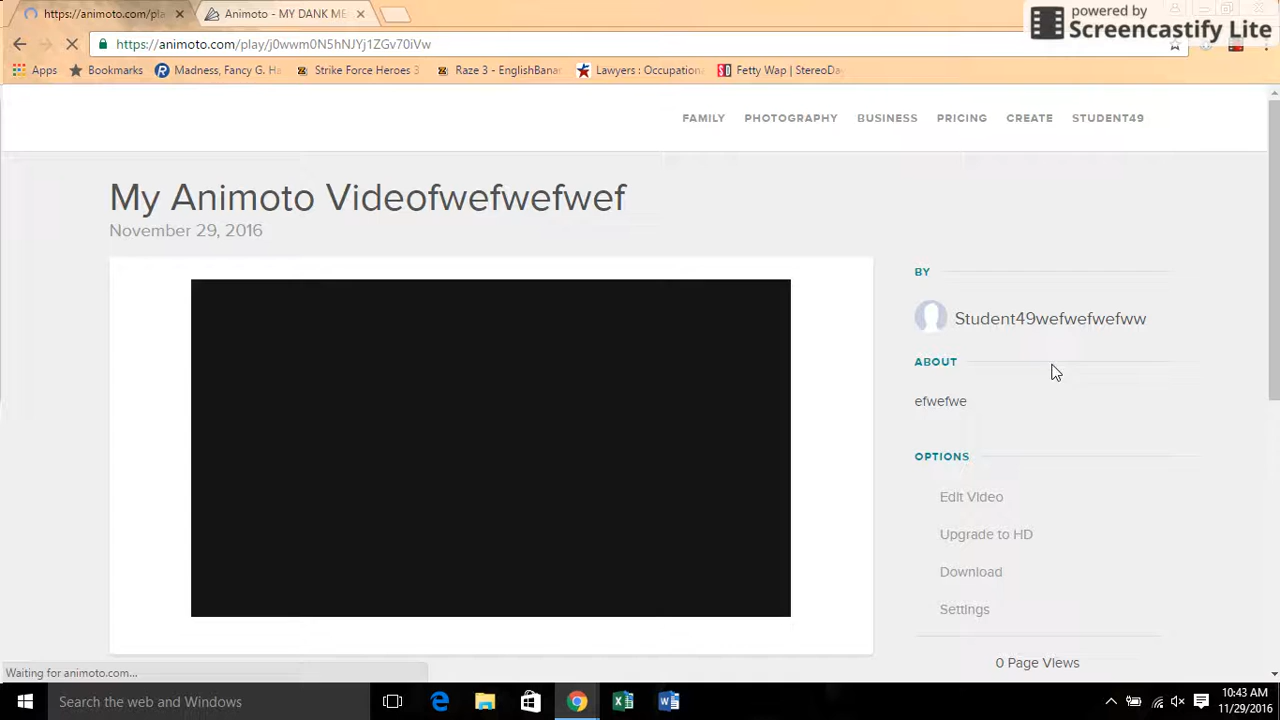 powered by
Screencastify Lite
https://animoto.com/pla
Animoto - MY DANK ME
https://animoto.com/play/j0wwm0N5hNJYj1ZGv70iVw
Apps
Bookmarks
Madness, Fancy G. Ha
Strike Force Heroes 3
Raze 3 - EnglishBana
Lawyers : Occupation
Fetty Wap | StereoDa
FAMILY PHOTOGRAPHY BUSINESS PRICING CREATE STUDENT49
My Animoto Videofwefwefwef
November 29, 2016
BY
Student49wefwefwefww
ABOUT
efwefwe
OPTIONS
Edit Video
Upgrade to HD
Download
Settings
0 Page Views
Waiting for animoto.com...
Search the web and Windows
10:43 AM
11/29/2016